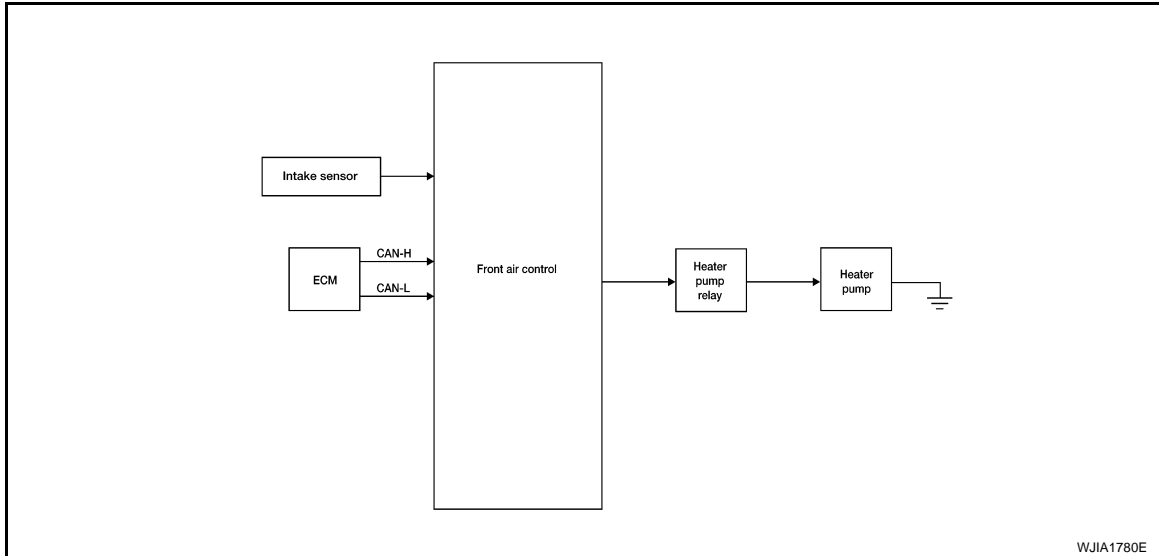 Intake sensor
ECM
CAN-H
CAN-L
Front air control
Heater
pump
relay
Heater
pump
WJIA1780E